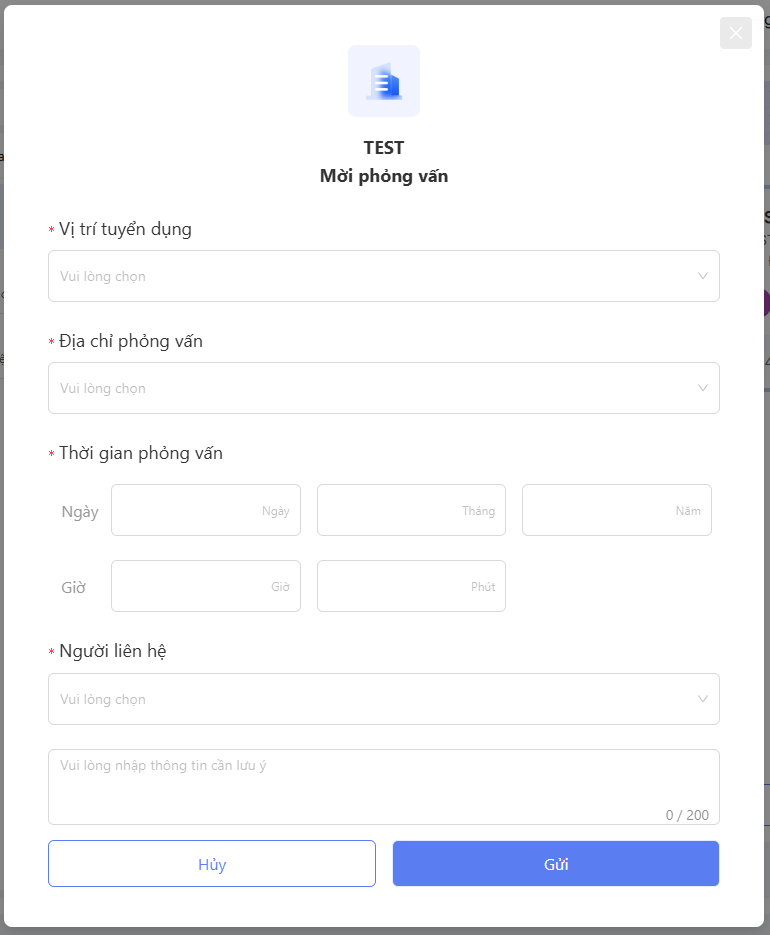 TEST
Mời phỏng vấn
* Vị trí tuyển dụng
Vui lòng chọn
* Địa chỉ phỏng vấn
Vui lòng chọn
* Thời gian phỏng vấn
Ngày Ngày Tháng Năm
Giờ Giờ Phút
* Người liên hệ
Vui lòng chọn
Vui lòng nhập thông tin cần lưu ý
0 / 200
Hủy Gửi